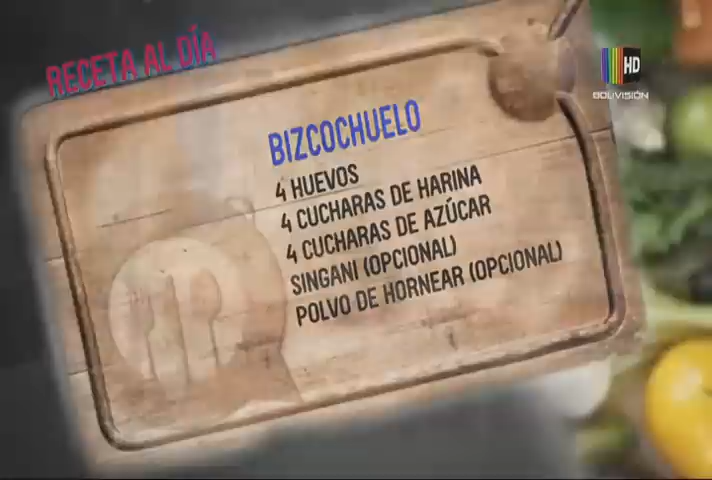 RECETA AL DÍA
HD
BOLIVISIÓN
BIZCOCHUELO
4 HUEVOS
4 CUCHARAS DE HARINA
4 CUCHARAS DE AZÚCAR
SINGANI (OPCIONAL)
POLVO DE HORNEAR (OPCIONAL)